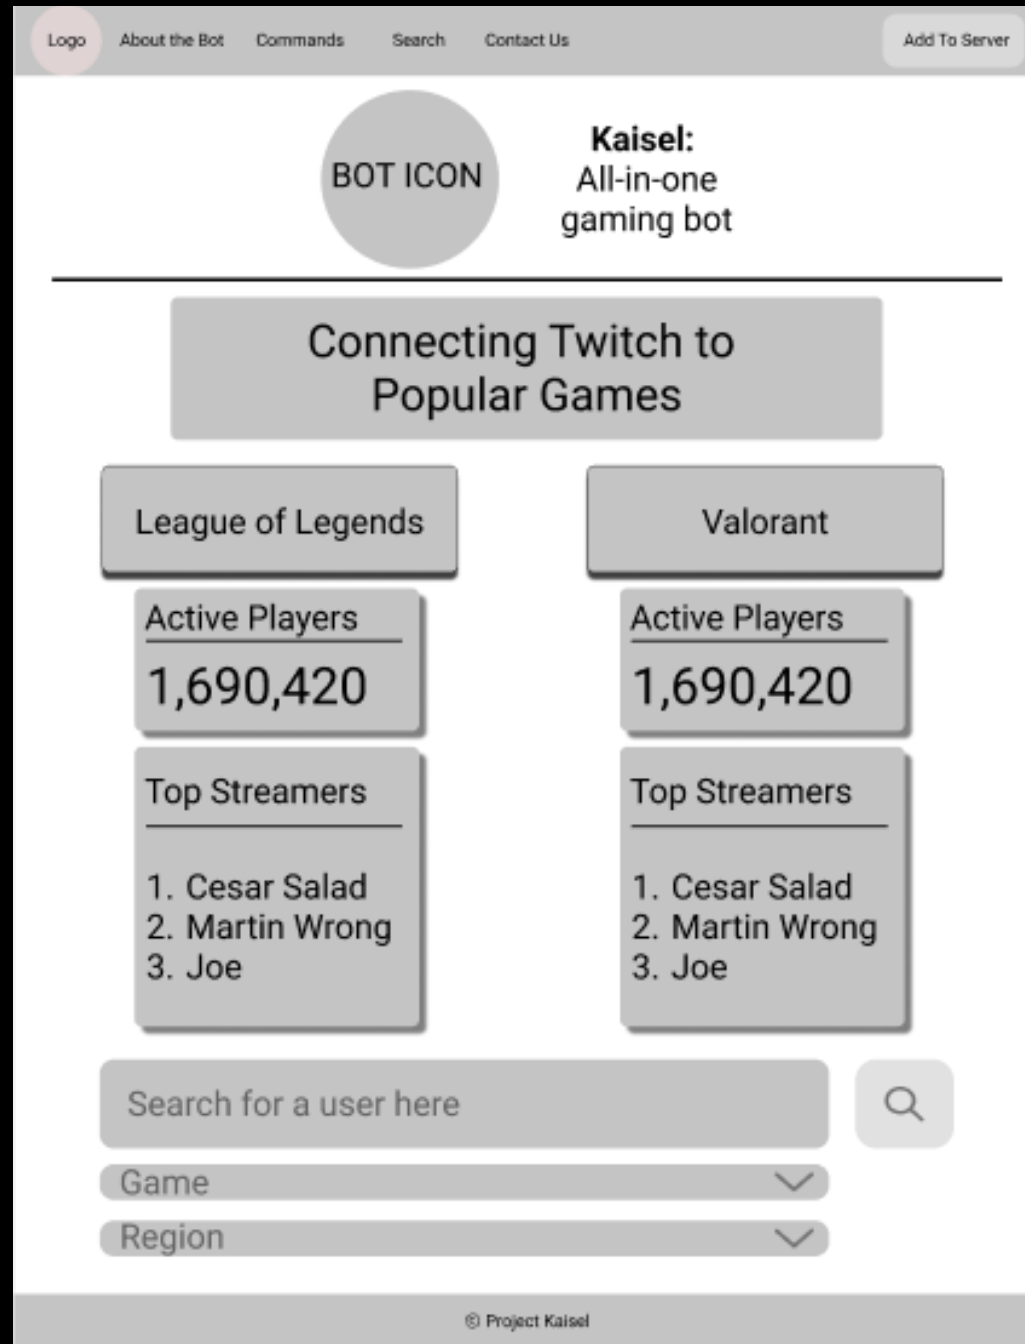 Logo
About the Bot
Commands
Search
Contact Us
Add To Server
BOT ICON
Kaisel:
All-in-one
gaming bot
Connecting Twitch to
Popular Games
League of Legends
Active Players
1,690,420
Top Streamers
1. Cesar Salad
2. Martin Wrong
3. Joe
Valorant
Active Players
1,690,420
Top Streamers
1. Cesar Salad
2. Martin Wrong
3. Joe
Search for a user here
Game
Region
© Project Kaisel